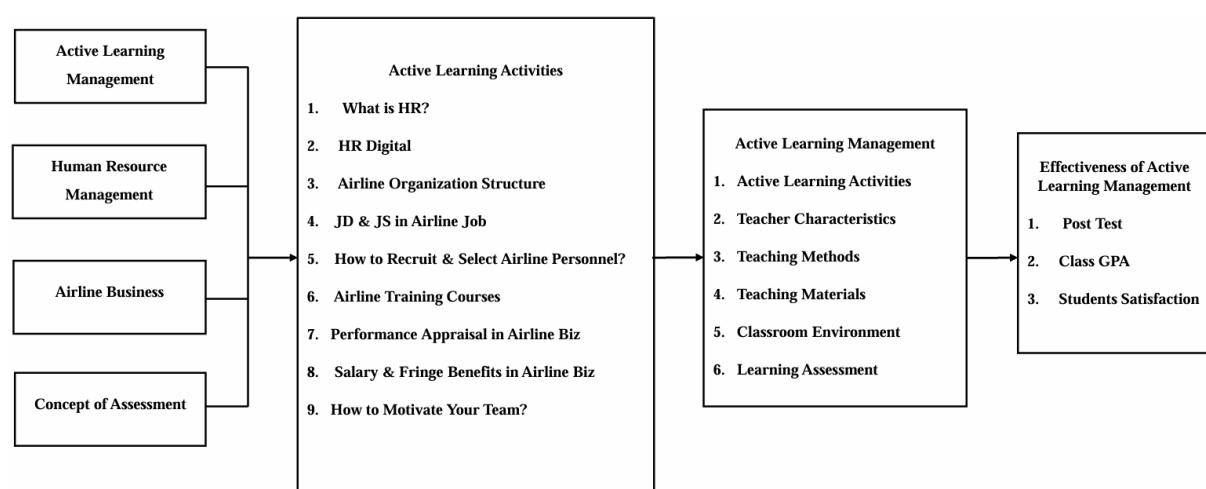 Active Learning
Management
Human Resource
Management
Airline Business
Concept of Assessment
Active Learning Activities
1. What is HR?
2. HR Digital
3. Airline Organization Structure
4. JD & JS in Airline Job
5. How to Recruit & Select Airline Personnel?
6. Airline Training Courses
7. Performance Appraisal in Airline Biz
8. Salary & Fringe Benefits in Airline Biz
9. How to Motivate Your Team?
Active Learning Management
1. Active Learning Activities
2. Teacher Characteristics
3. Teaching Methods
4. Teaching Materials
5. Classroom Environment
6. Learning Assessment
Effectiveness of Active
Learning Management
1. Post Test
2. Class GPA
3. Students Satisfaction